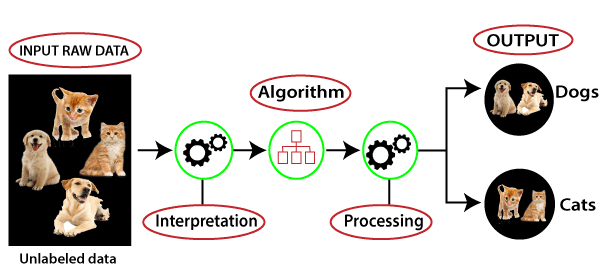 INPUT RAW DATA
Unlabeled data
Interpretation
Algorithm
Processing
OUTPUT
Dogs
Cats